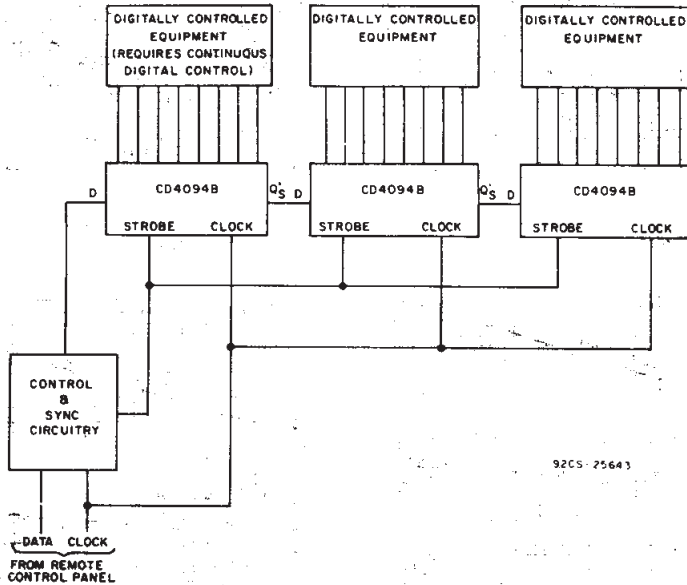 DIGITALLY CONTROLLED
EQUIPMENT
(REQUIRES CONTINUOUS
DIGITAL CONTROL)
DIGITALLY CONTROLLED
EQUIPMENT
DIGITALLY CONTROLLED
EQUIPMENT
D
CD4094B
STROBE CLOCK
Q'S D
CD4094B
STROBE CLOCK
Q'S D
CD4094B
STROBE CLOCK
CONTROL
&
SYNC
CIRCUITRY
92CS-25643
DATA CLOCK
FROM REMOTE
CONTROL PANEL